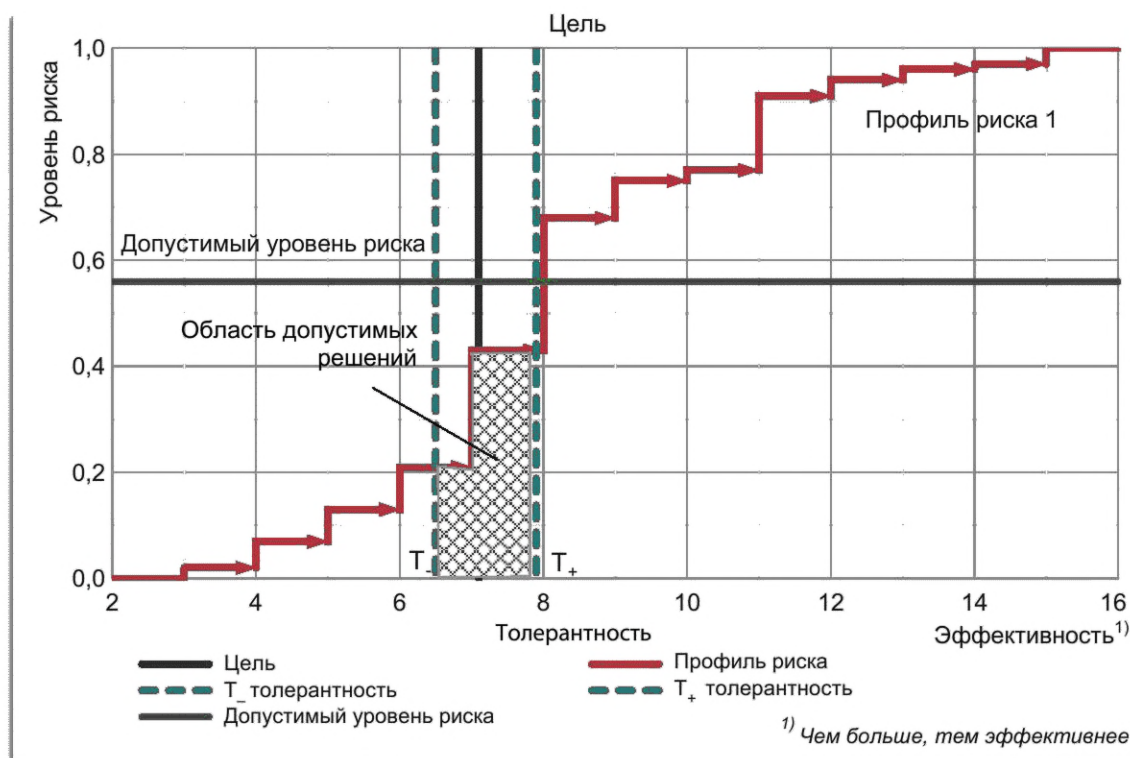 Цель
Уровень риска
1,0
0,8
0,6
0,4
0,2
0,0
Профиль риска 1
Допустимый уровень риска
Область допустимых
решений
T_
T+
2
4
6
8
10
12
14
16
Толерантность
Эффективность1)
Цель
Профиль риска
T_ толерантность
T+ толерантность
Допустимый уровень риска
1) Чем больше, тем эффективнее